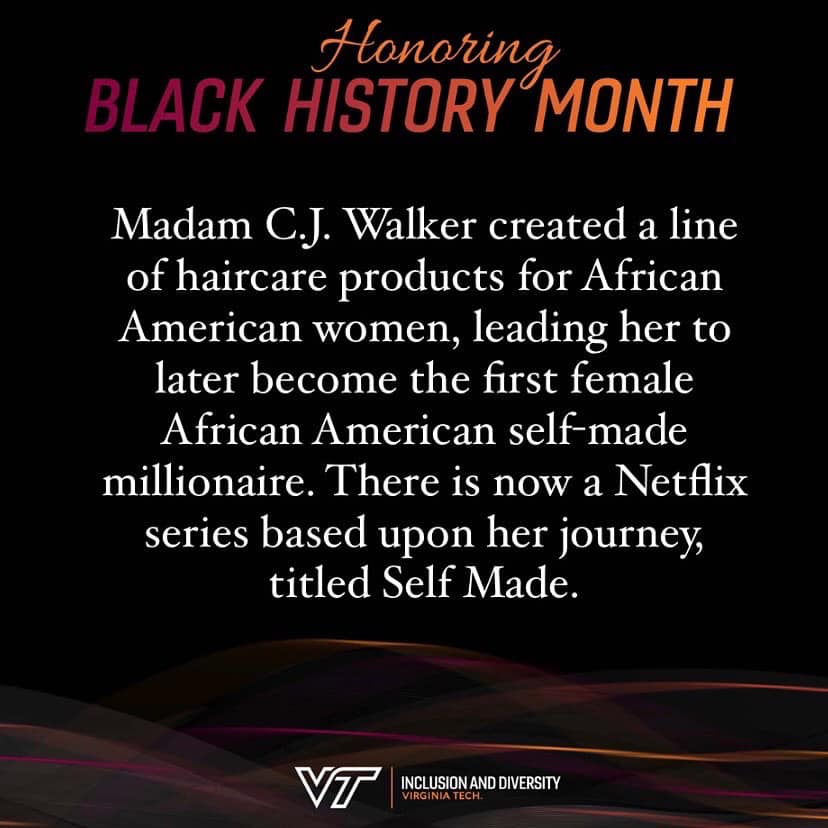 Honoring
BLACK HISTORY MONTH
Madam C.J. Walker created a line
of haircare products for African
American women, leading her to
later become the first female
African American self-made
millionaire. There is now a Netflix
series based upon her journey,
titled Self Made.
VT
INCLUSION AND DIVERSITY
VIRGINIA TECH.